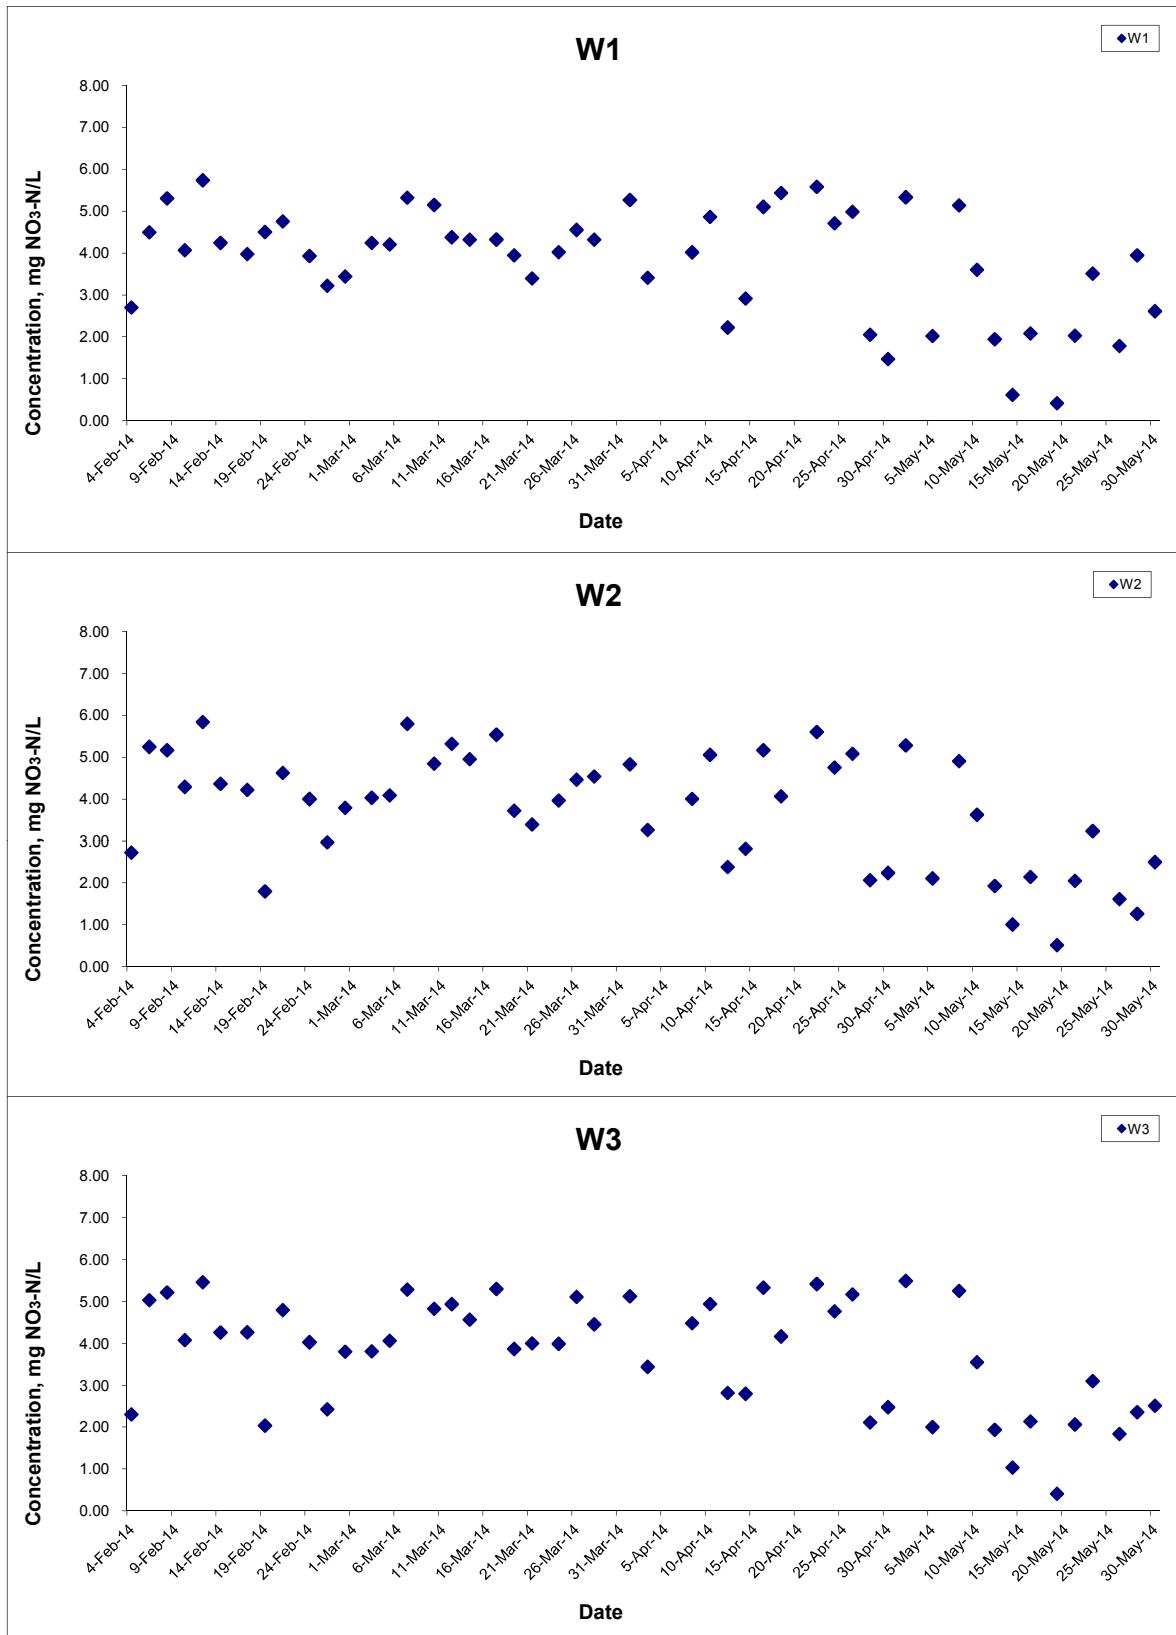 W1
W1
8.00
7.00
6.00
5.00
4.00
3.00
2.00
1.00
0.00
Concentration, mg NO3-N/L
4-Feb-14
9-Feb-14
14-Feb-14
19-Feb-14
24-Feb-14
1-Mar-14
6-Mar-14
11-Mar-14
16-Mar-14
21-Mar-14
26-Mar-14
31-Mar-14
5-Apr-14
10-Apr-14
15-Apr-14
20-Apr-14
25-Apr-14
30-Apr-14
5-May-14
10-May-14
15-May-14
20-May-14
25-May-14
30-May-14
Date
W2
W2
8.00
7.00
6.00
5.00
4.00
3.00
2.00
1.00
0.00
Concentration, mg NO3-N/L
4-Feb-14
9-Feb-14
14-Feb-14
19-Feb-14
24-Feb-14
1-Mar-14
6-Mar-14
11-Mar-14
16-Mar-14
21-Mar-14
26-Mar-14
31-Mar-14
5-Apr-14
10-Apr-14
15-Apr-14
20-Apr-14
25-Apr-14
30-Apr-14
5-May-14
10-May-14
15-May-14
20-May-14
25-May-14
30-May-14
Date
W3
W3
8.00
7.00
6.00
5.00
4.00
3.00
2.00
1.00
0.00
Concentration, mg NO3-N/L
4-Feb-14
9-Feb-14
14-Feb-14
19-Feb-14
24-Feb-14
1-Mar-14
6-Mar-14
11-Mar-14
16-Mar-14
21-Mar-14
26-Mar-14
31-Mar-14
5-Apr-14
10-Apr-14
15-Apr-14
20-Apr-14
25-Apr-14
30-Apr-14
5-May-14
10-May-14
15-May-14
20-May-14
25-May-14
30-May-14
Date